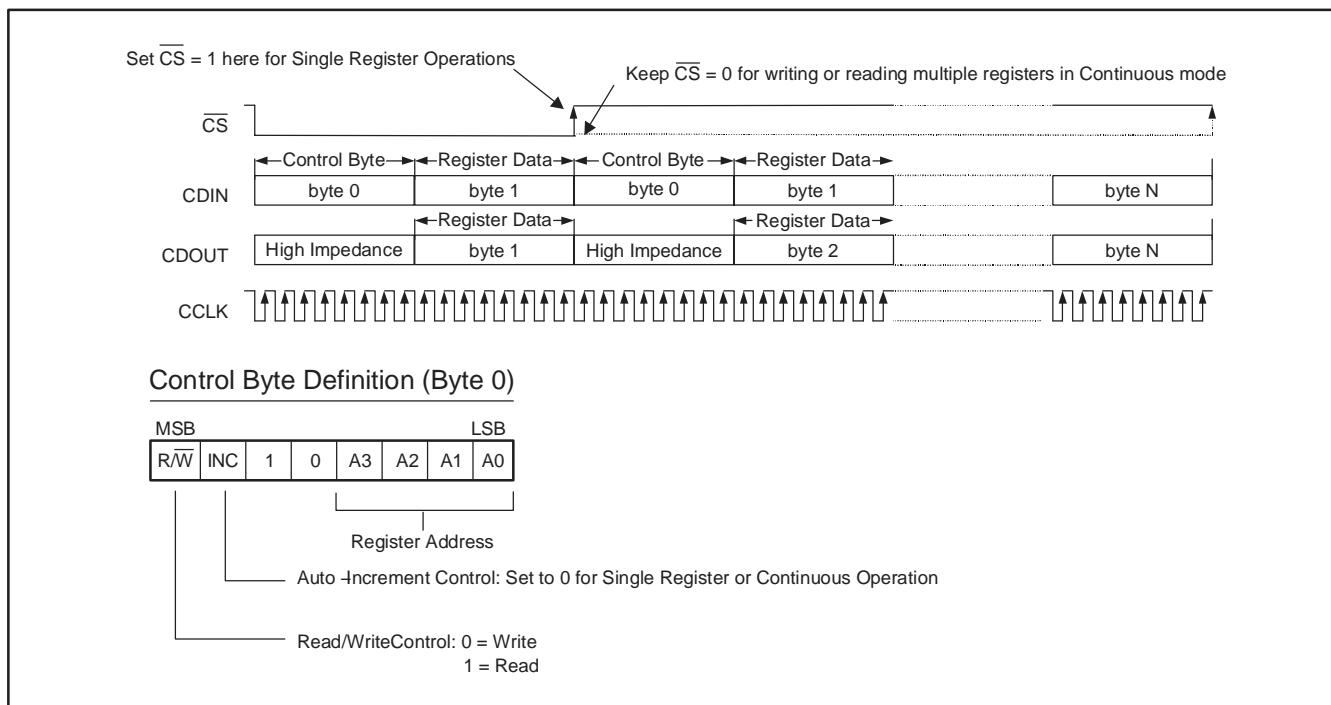 Set CS = 1 here for Single Register Operations
Keep CS = 0 for writing or reading multiple registers in Continuous mode
CS
Control Byte Register Data Control Byte Register Data
CDIN byte 0 byte 1 byte 0 byte 1 byte N
Register Data Register Data
CDOUT High Impedance byte 1 High Impedance byte 2 byte N
CCLK
Control Byte Definition (Byte 0)
MSB LSB
R/W INC 1 0 A3 A2 A1 A0
Register Address
Auto -Increment Control: Set to 0 for Single Register or Continuous Operation
Read/WriteControl: 0 = Write
1 = Read